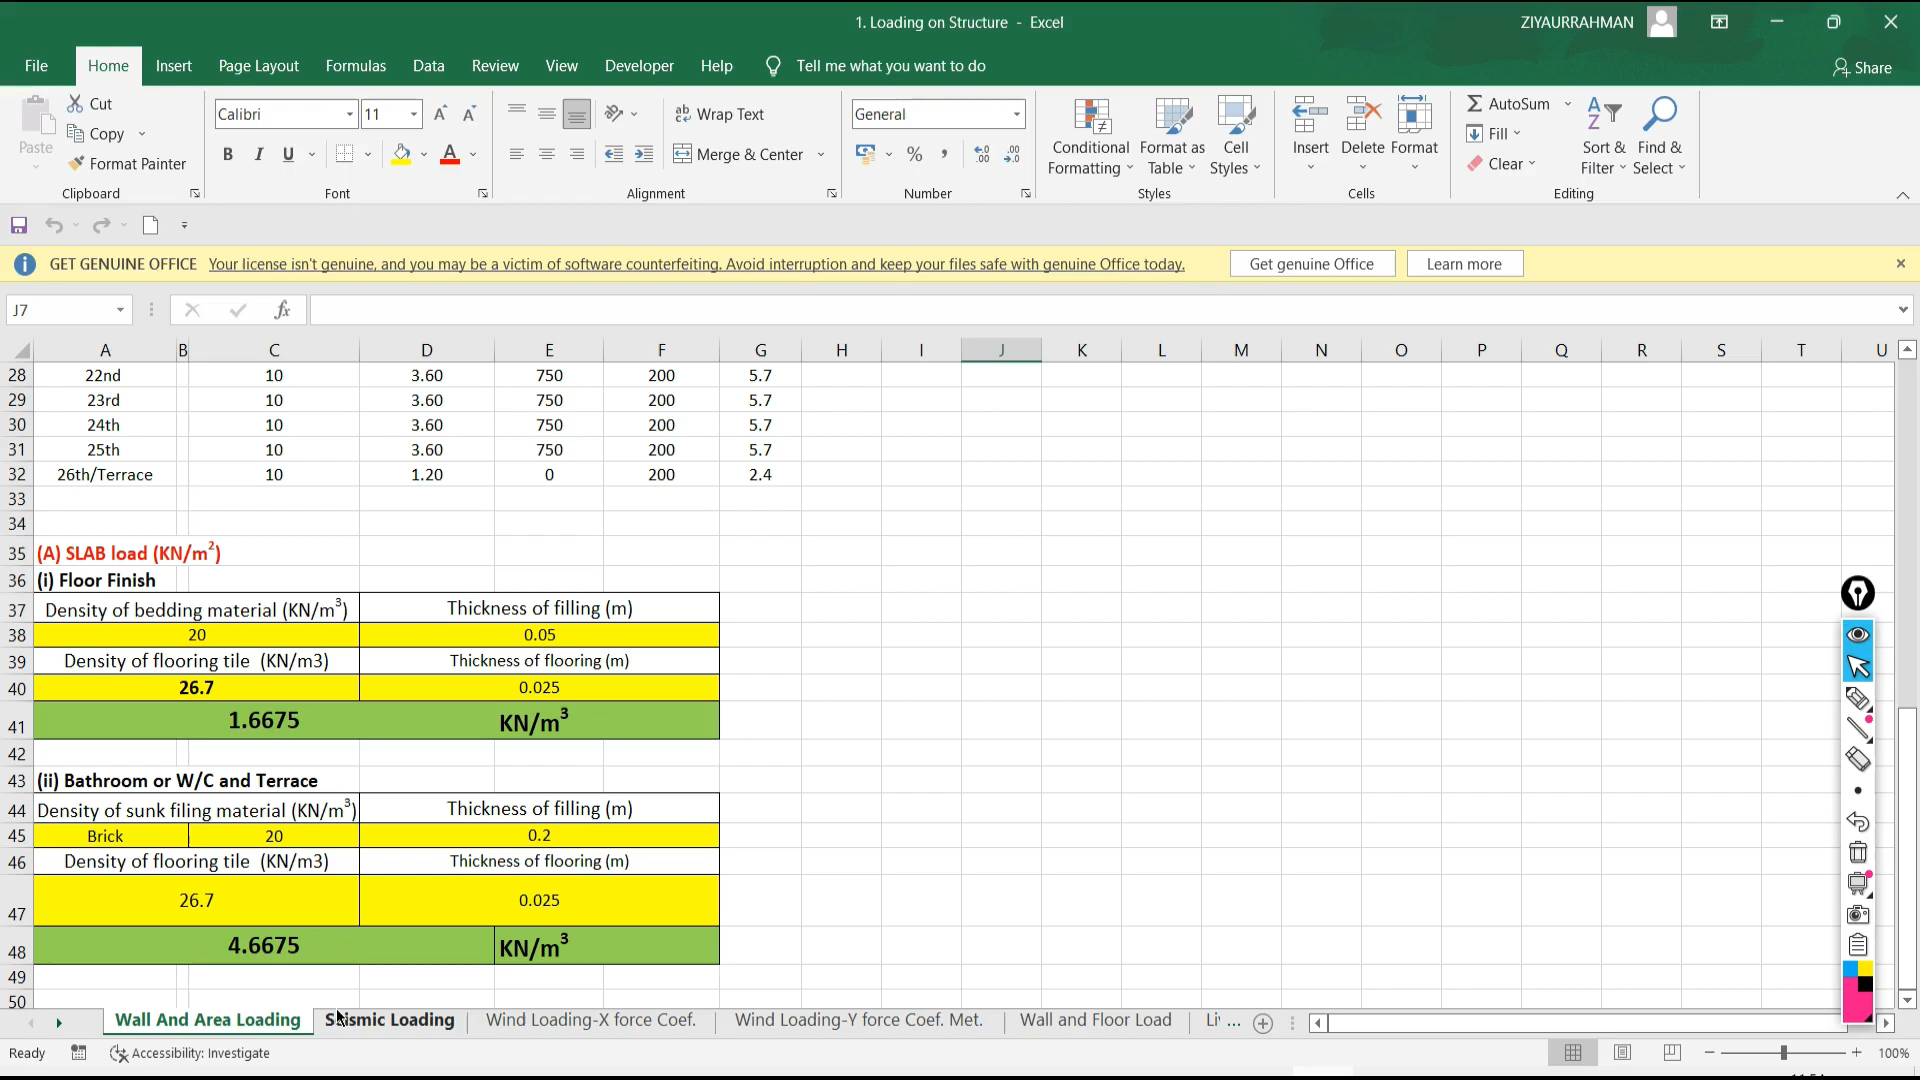 1. Loading on Structure - Excel
ZIYAURRAHMAN
File Home Insert Page Layout Formulas Data Review View Developer Help Tell me what you want to do
Share
Paste
Cut
Copy
Format Painter
Clipboard
Calibri 11
B I U
Font
Wrap Text
Merge & Center
Alignment
General
Number
Conditional Formatting
Format as Table
Cell Styles
Styles
Insert Delete Format
Cells
AutoSum
Fill
Clear
Sort & Filter
Find & Select
Editing
GET GENUINE OFFICE Your license isn't genuine, and you may be a victim of software counterfeiting. Avoid interruption and keep your files safe with genuine Office today. Get genuine Office Learn more
J7 fx
A B C D E F G H I J K L M N O P Q R S T U
28 22nd 10 3.60 750 200 5.7
29 23rd 10 3.60 750 200 5.7
30 24th 10 3.60 750 200 5.7
31 25th 10 3.60 750 200 5.7
32 26th/Terrace 10 1.20 0 200 2.4
33
34
35 (A) SLAB load (KN/m²)
36 (i) Floor Finish
37 Density of bedding material (KN/m³) Thickness of filling (m)
38 20 0.05
39 Density of flooring tile (KN/m3) Thickness of flooring (m)
40 26.7 0.025
41 1.6675 KN/m³
42
43 (ii) Bathroom or W/C and Terrace
44 Density of sunk filing material (KN/m³) Thickness of filling (m)
45 Brick 20 0.2
46 Density of flooring tile (KN/m3) Thickness of flooring (m)
47 26.7 0.025
48 4.6675 KN/m³
49
50
Wall And Area Loading Seismic Loading Wind Loading-X force Coef. Wind Loading-Y force Coef. Met. Wall and Floor Load Li ...
Ready Accessibility: Investigate 100%